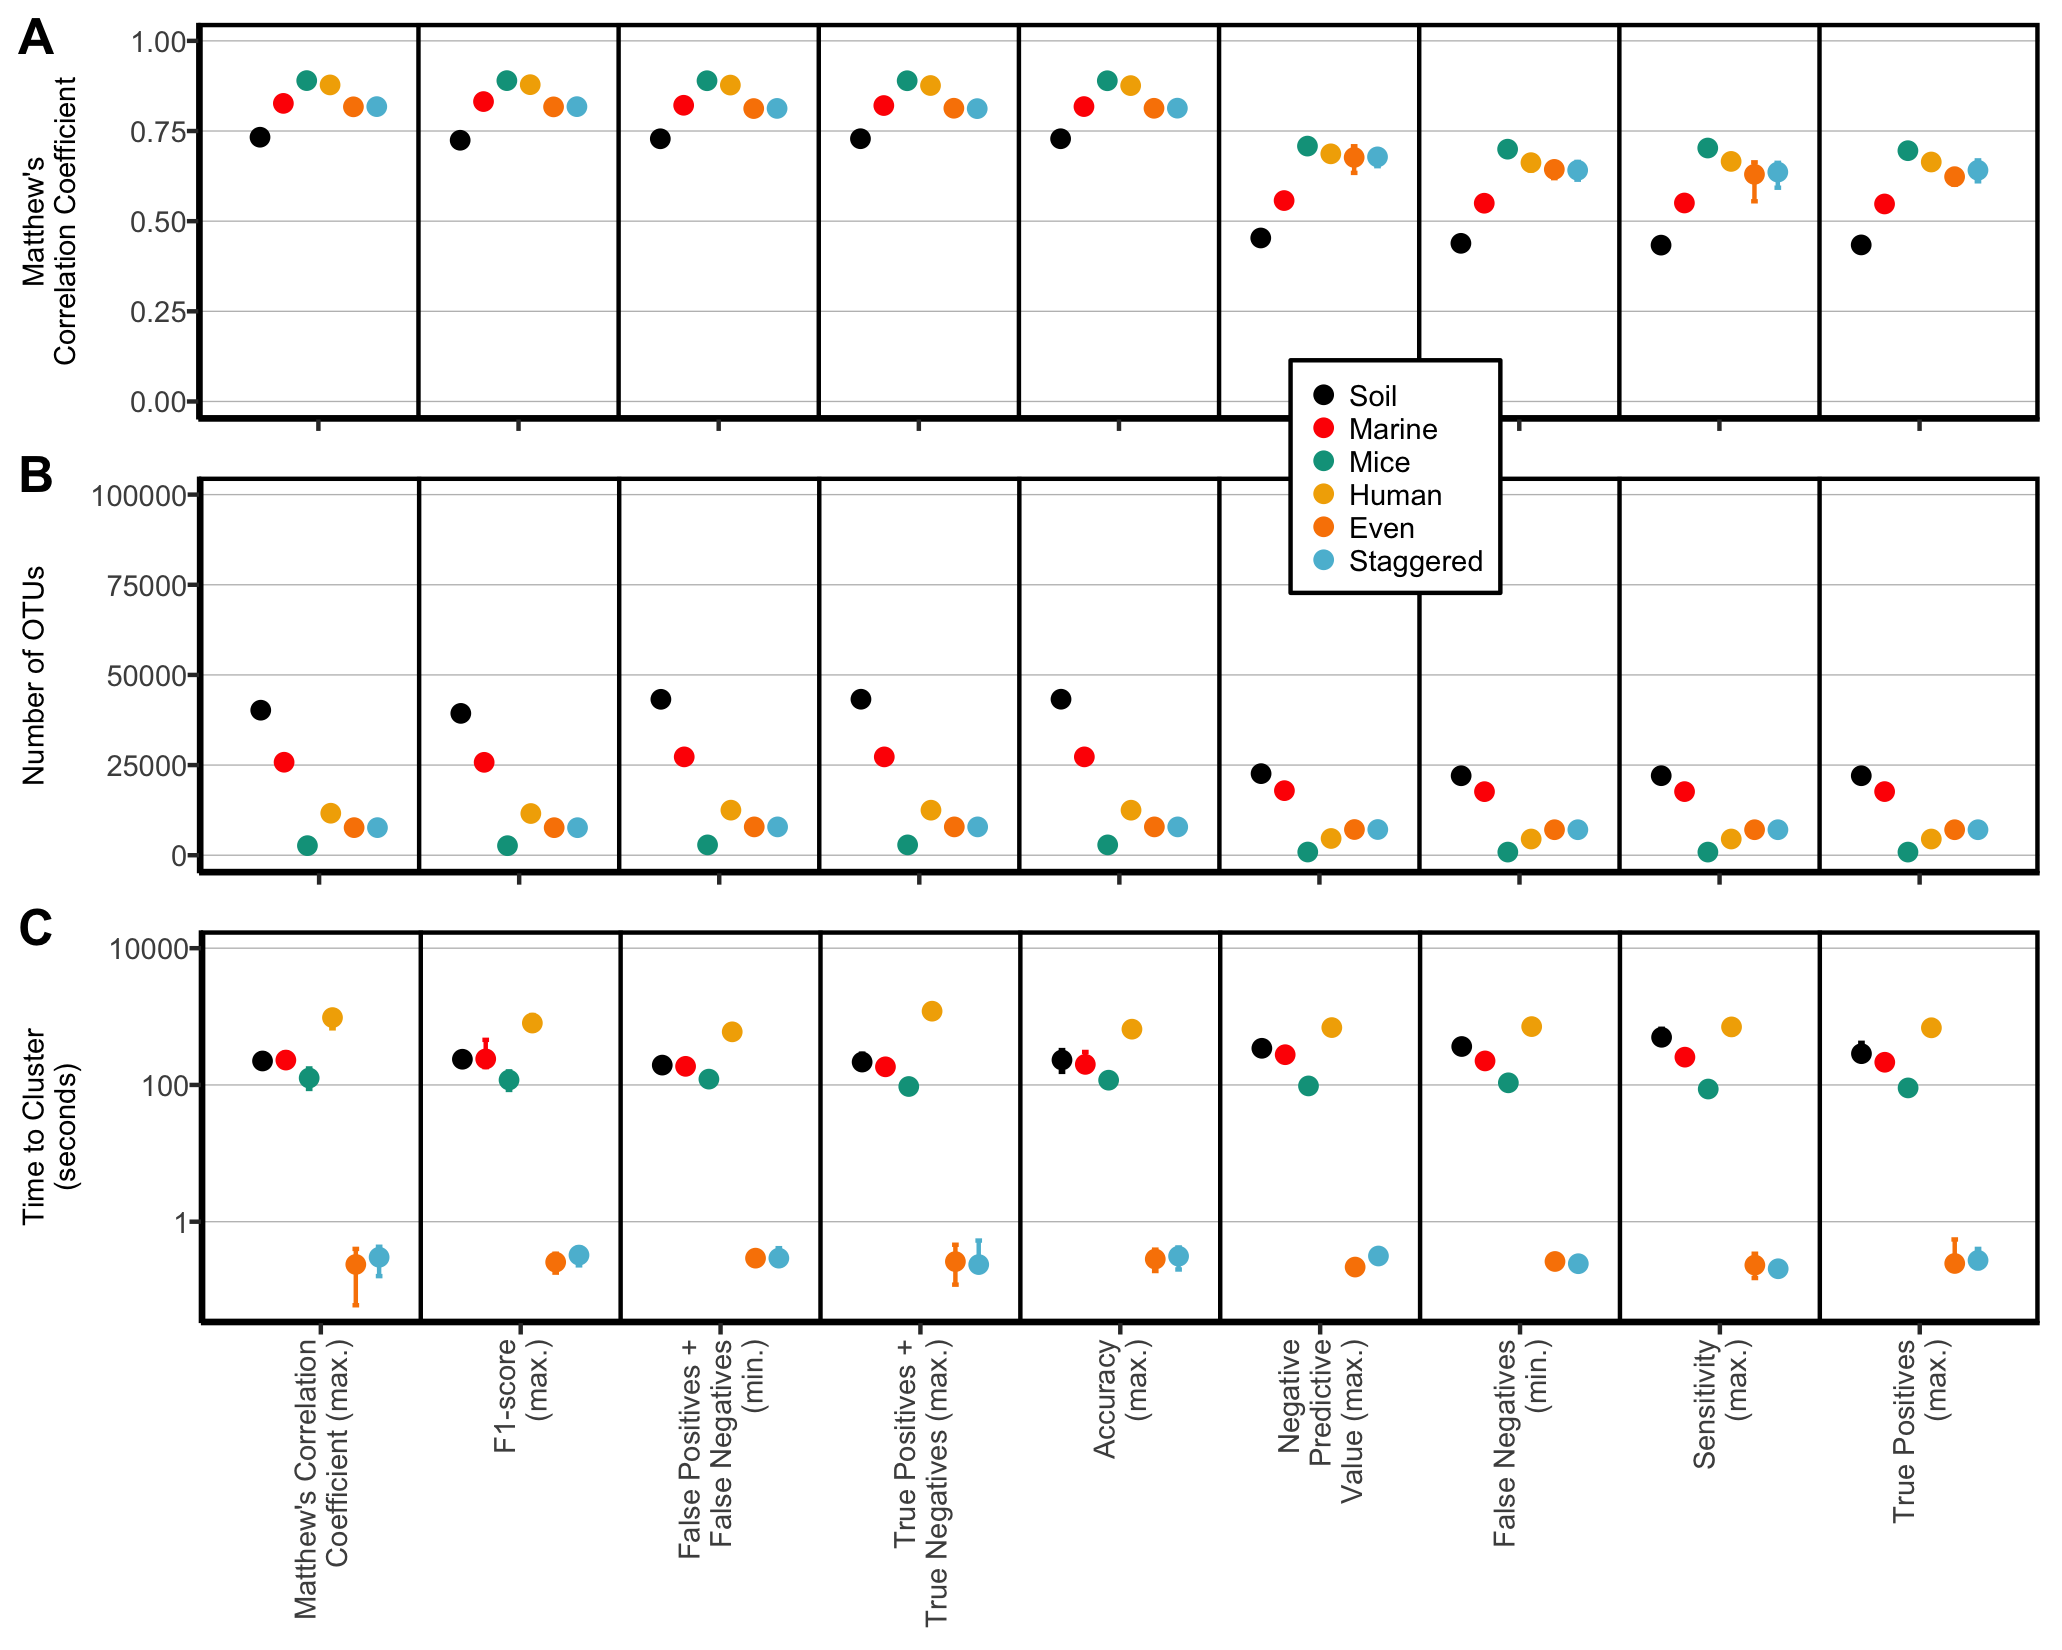 A
Matthew's
Correlation Coefficient
1.00
0.75
0.50
0.25
0.00
Soil
Marine
Mice
Human
Even
Staggered
B
Number of OTUs
100000
75000
50000
25000
0
C
Time to Cluster
(seconds)
10000
100
1
Matthew's Correlation
Coefficient (max.)
F1-score
(max.)
False Positives +
False Negatives
(min.)
True Positives +
True Negatives (max.)
Accuracy
(max.)
Negative
Predictive
Value (max.)
False Negatives
(min.)
Sensitivity
(max.)
True Positives
(max.)